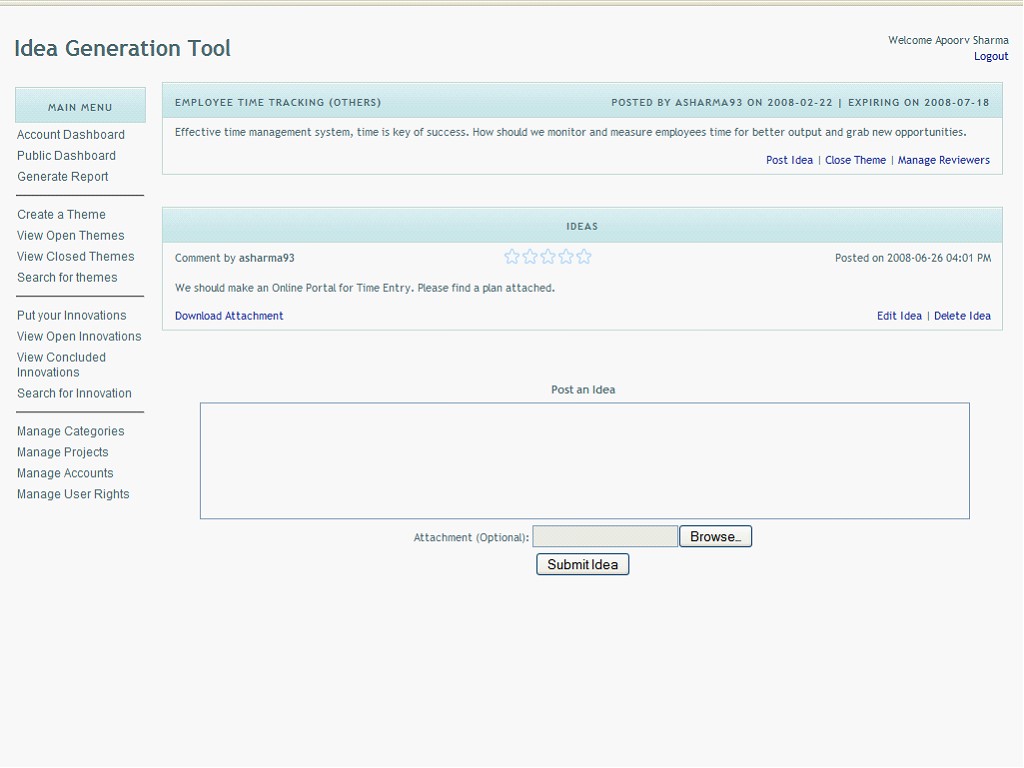 Idea Generation Tool
Welcome Apoorv Sharma
Logout
MAIN MENU
Account Dashboard
Public Dashboard
Generate Report
Create a Theme
View Open Themes
View Closed Themes
Search for themes
Put your Innovations
View Open Innovations
View Concluded
Innovations
Search for Innovation
Manage Categories
Manage Projects
Manage Accounts
Manage User Rights
EMPLOYEE TIME TRACKING (OTHERS) POSTED BY ASHARMA93 ON 2008-02-22 | EXPIRING ON 2008-07-18
Effective time management system, time is key of success. How should we monitor and measure employees time for better output and grab new opportunities.
Post Idea | Close Theme | Manage Reviewers
IDEAS
Comment by asharma93 Posted on 2008-06-26 04:01 PM
We should make an Online Portal for Time Entry. Please find a plan attached.
Download Attachment Edit Idea | Delete Idea
Post an Idea
Attachment (Optional): Browse...
Submit Idea